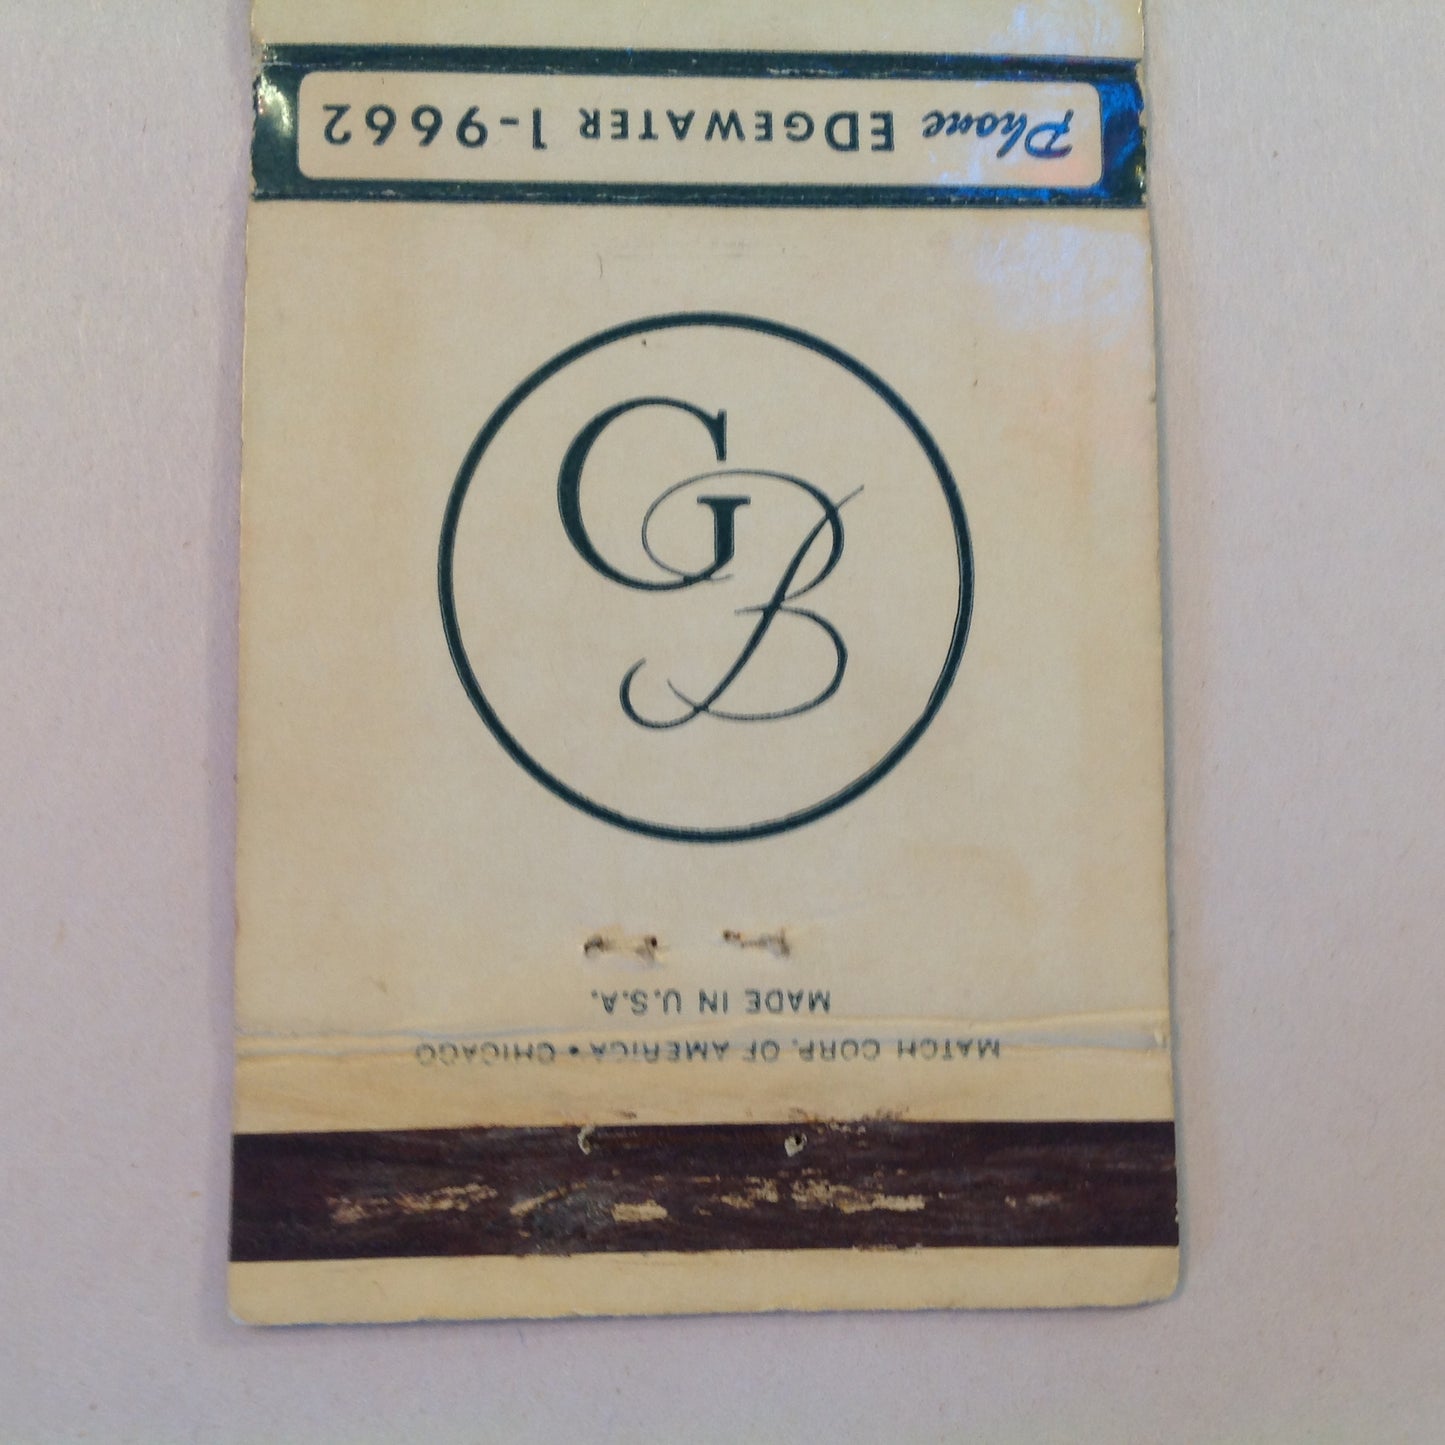 Phone EDGEWATER 1-9662
GB
MADE IN U.S.A.
MATCH CORP. OF AMERICA • CHICAGO